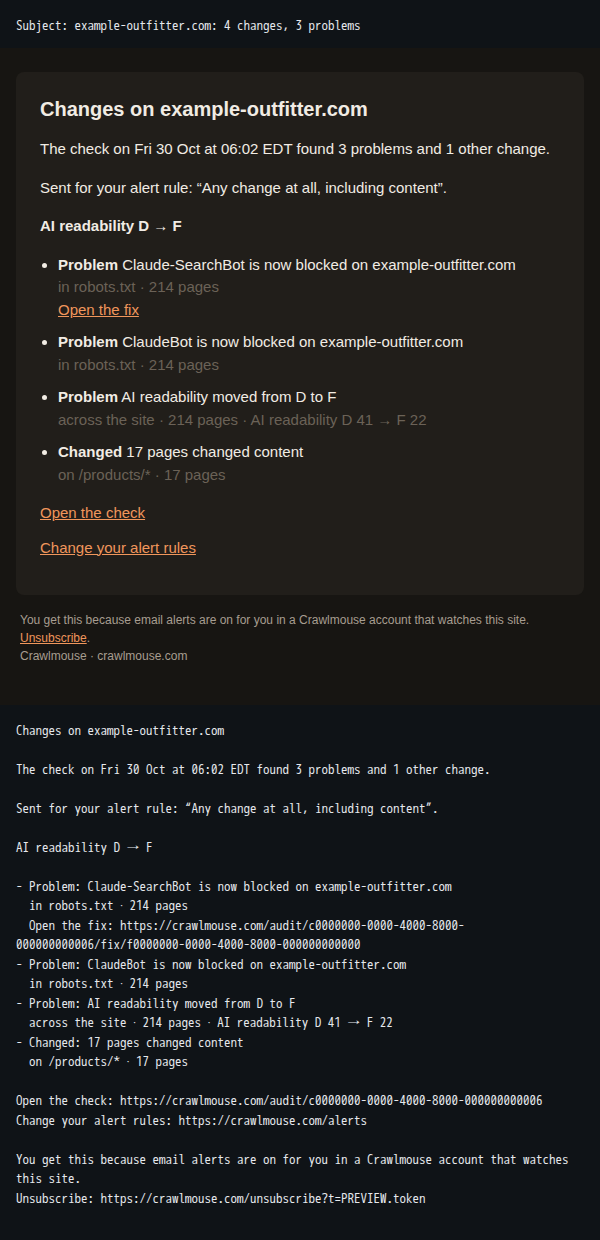 Subject: example-outfitter.com: 4 changes, 3 problems
Changes on example-outfitter.com
The check on Fri 30 Oct at 06:02 EDT found 3 problems and 1 other change.
Sent for your alert rule: “Any change at all, including content”.
AI readability D → F
• Problem Claude-SearchBot is now blocked on example-outfitter.com
in robots.txt · 214 pages
Open the fix
• Problem ClaudeBot is now blocked on example-outfitter.com
in robots.txt · 214 pages
• Problem AI readability moved from D to F
across the site · 214 pages · AI readability D 41 → F 22
• Changed 17 pages changed content
on /products/* · 17 pages
Open the check
Change your alert rules
You get this because email alerts are on for you in a Crawlmouse account that watches this site.
Unsubscribe.
Crawlmouse · crawlmouse.com
Changes on example-outfitter.com
The check on Fri 30 Oct at 06:02 EDT found 3 problems and 1 other change.
Sent for your alert rule: “Any change at all, including content”.
AI readability D → F
- Problem: Claude-SearchBot is now blocked on example-outfitter.com
in robots.txt · 214 pages
Open the fix: https://crawlmouse.com/audit/c0000000-0000-4000-8000-
000000000006/fix/f0000000-0000-4000-8000-000000000000
- Problem: ClaudeBot is now blocked on example-outfitter.com
in robots.txt · 214 pages
- Problem: AI readability moved from D to F
across the site · 214 pages · AI readability D 41 → F 22
- Changed: 17 pages changed content
on /products/* · 17 pages
Open the check: https://crawlmouse.com/audit/c0000000-0000-4000-8000-000000000006
Change your alert rules: https://crawlmouse.com/alerts
You get this because email alerts are on for you in a Crawlmouse account that watches
this site.
Unsubscribe: https://crawlmouse.com/unsubscribe?t=PREVIEW.token